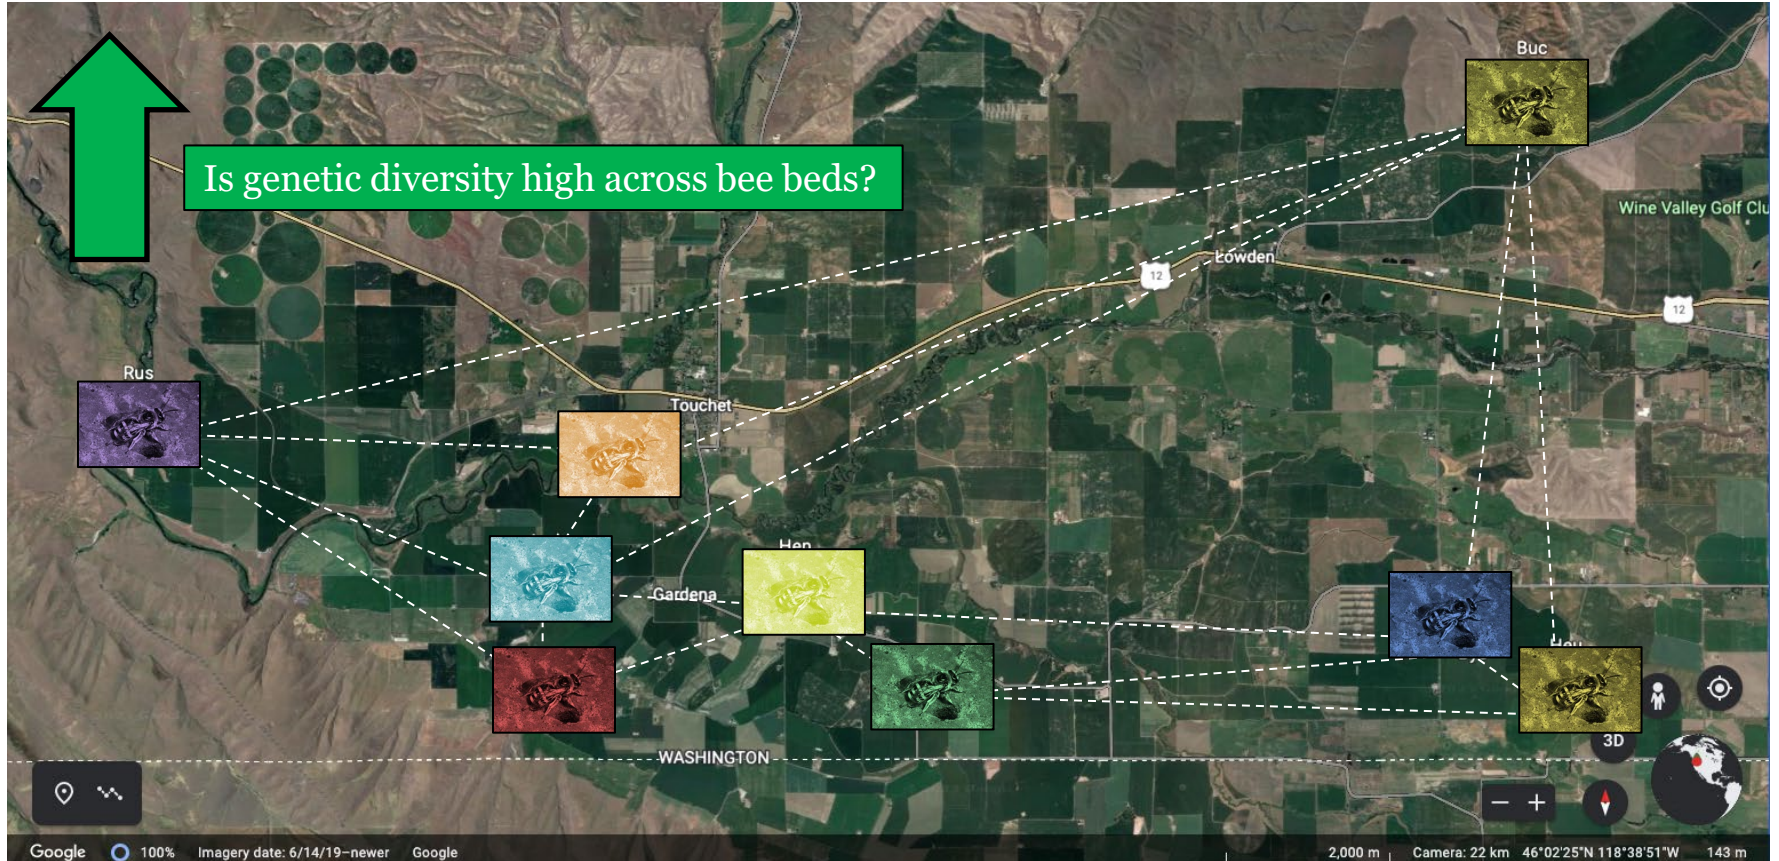 Buc
Is genetic diversity high across bee beds?
Wine Valley Golf Clu
Lowden
12
12
Rus
Touchet
Hen
Gardena
WASHINGTON
3D
Google
100%
Imagery date: 6/14/19–newer
Google
2,000 m
Camera: 22 km
46°02'25"N 118°38'51"W
143 m